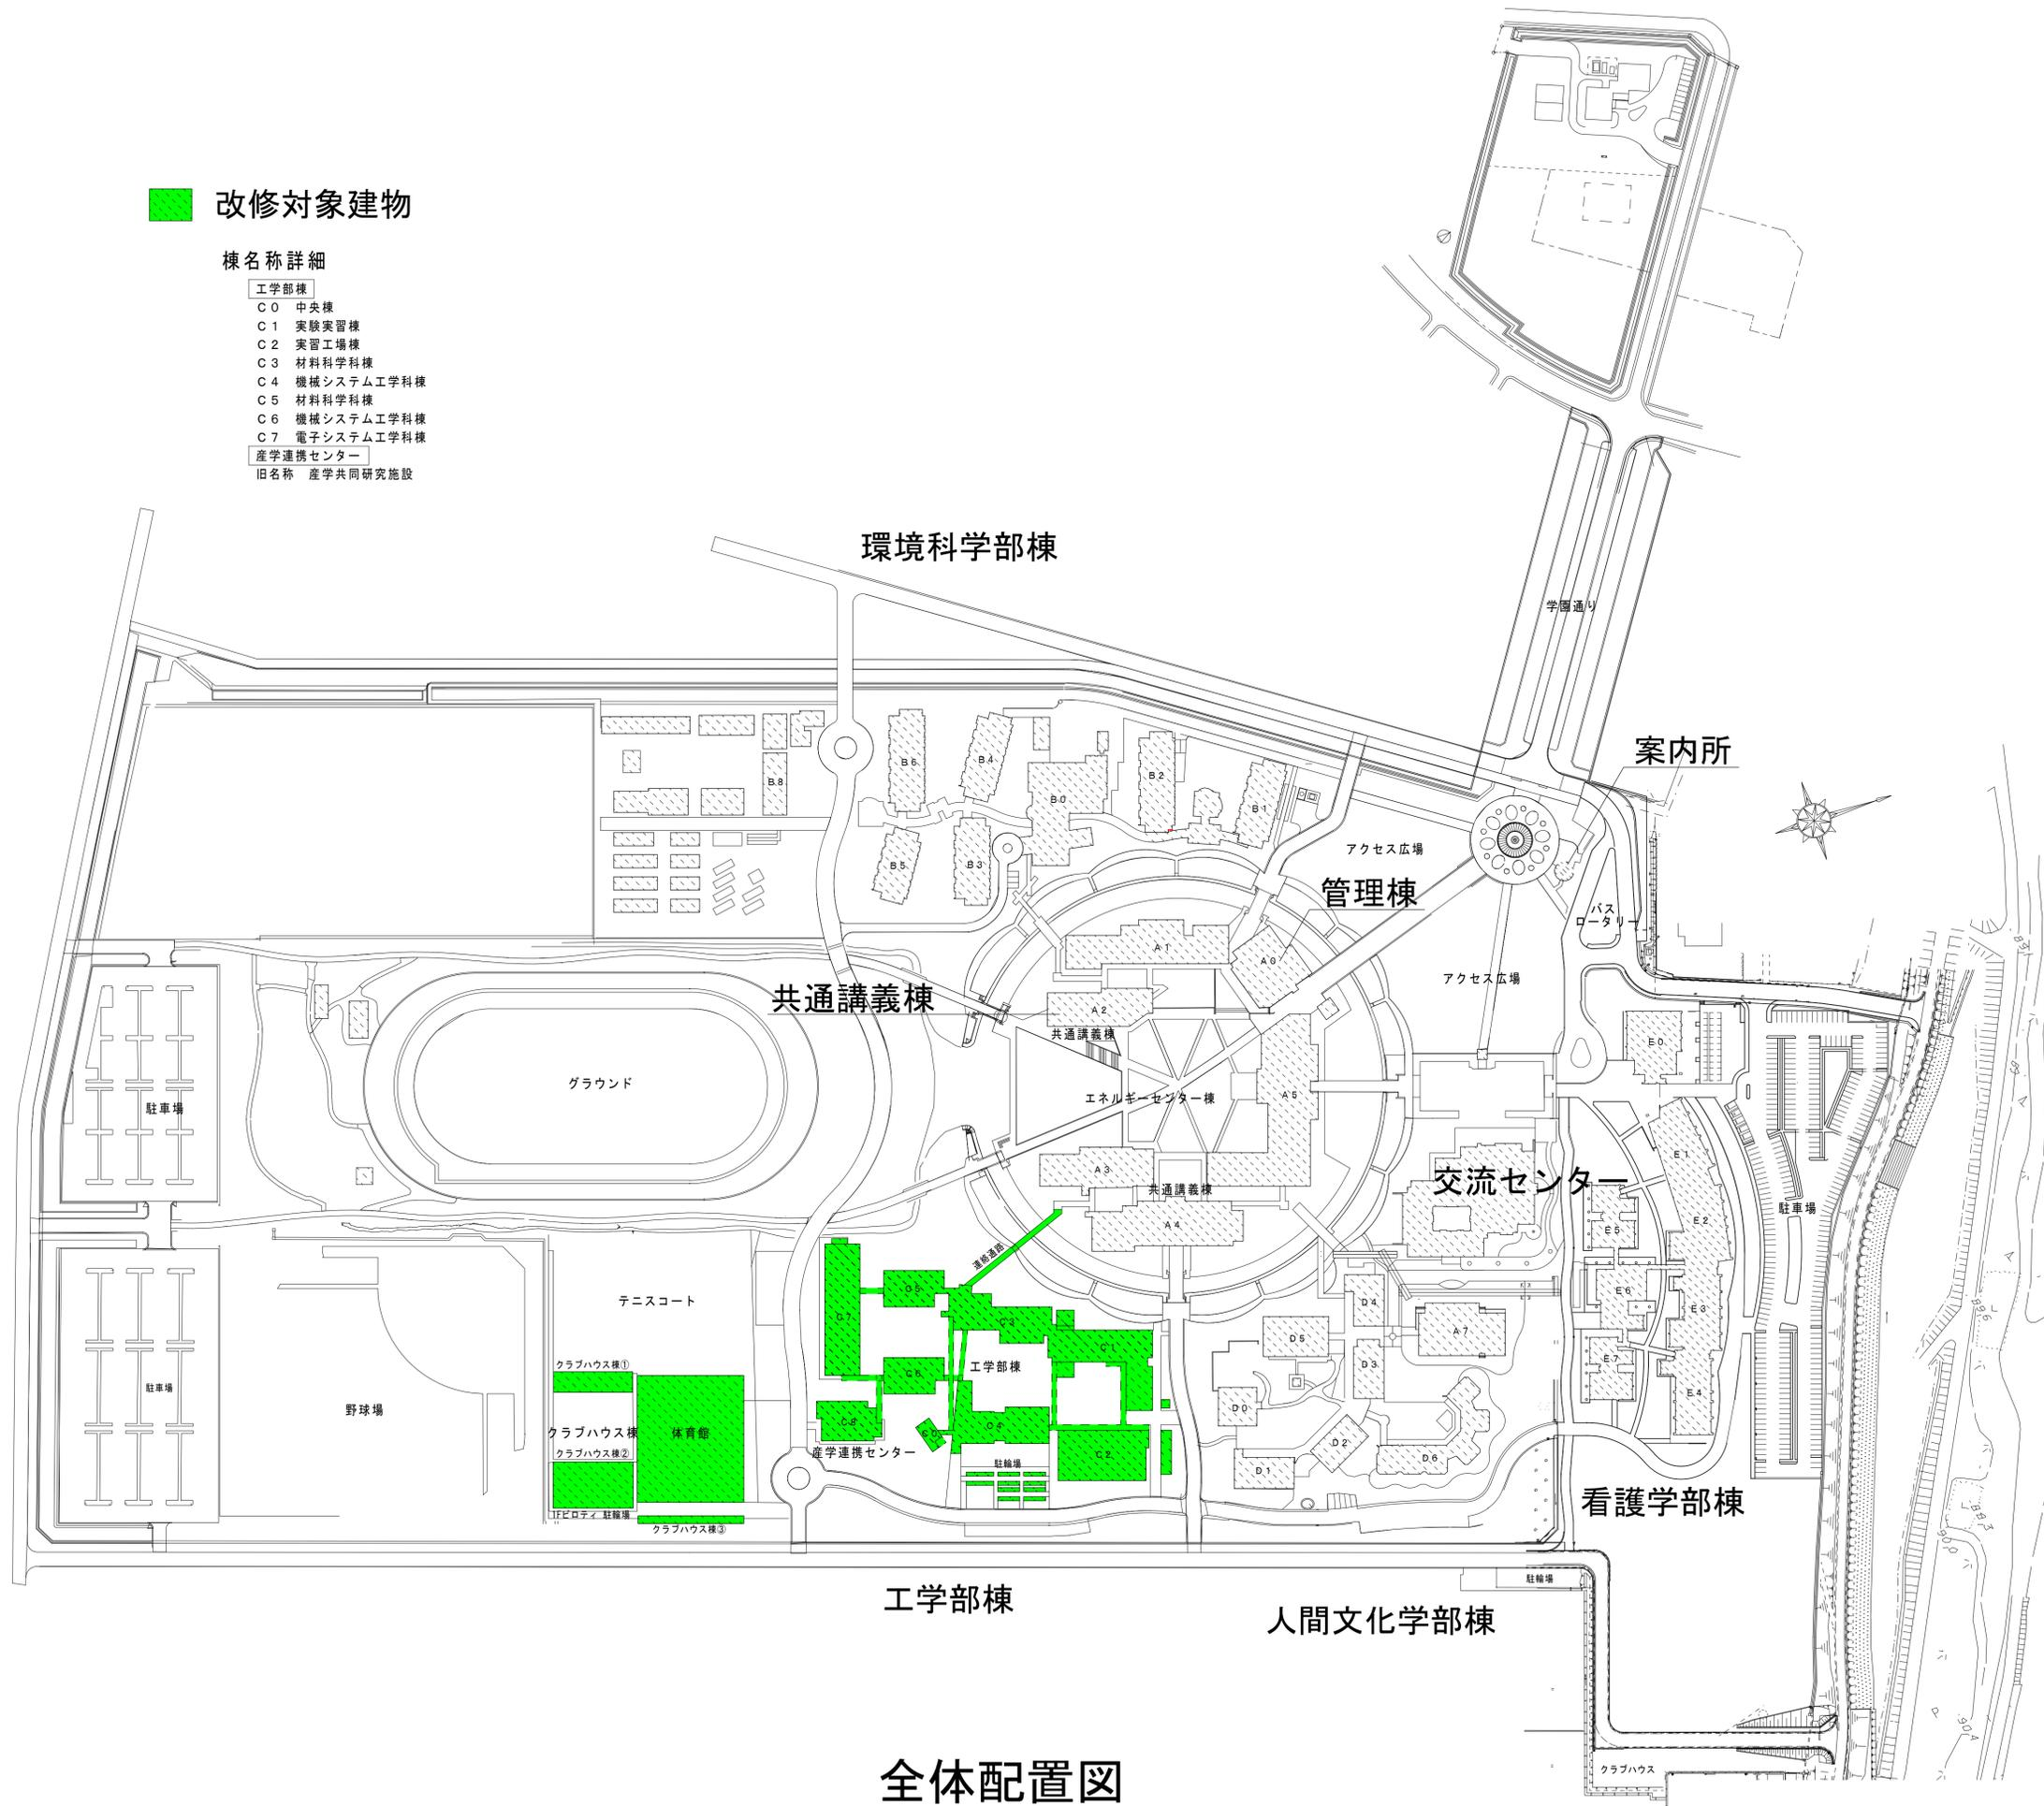 改修対象建物
棟名称詳細
工学部棟
C0 中央棟
C1 実験実習棟
C2 実習工場棟
C3 材料科学科棟
C4 機械システム工学科棟
C5 材料科学科棟
C6 機械システム工学科棟
C7 電子システム工学科棟
産学連携センター
旧名称 産学共同研究施設
環境科学部棟
学園通り
案内所
B6
B4
B2
B8
B0
B1
B5
B3
アクセス広場
管理棟
バス
ロータリー
A1
A0
アクセス広場
共通講義棟
A2
共通講義棟
E0
グラウンド
エネルギーセンター棟
A5
駐車場
A3
共通講義棟
交流センター
E1
A4
E2
E5
駐車場
連絡通路
C5
テニスコート
D4
E6
E3
C7
C3
D5
A7
C1
クラブハウス棟①
工学部棟
D3
E7
駐車場
C6
E4
野球場
D0
C8
C4
クラブハウス棟
体育館
C0
D2
クラブハウス棟②
産学連携センター
C2
駐輪場
D1
D6
看護学部棟
1Fピロティ 駐輪場
クラブハウス棟③
駐輪場
工学部棟
人間文化学部棟
クラブハウス
全体配置図